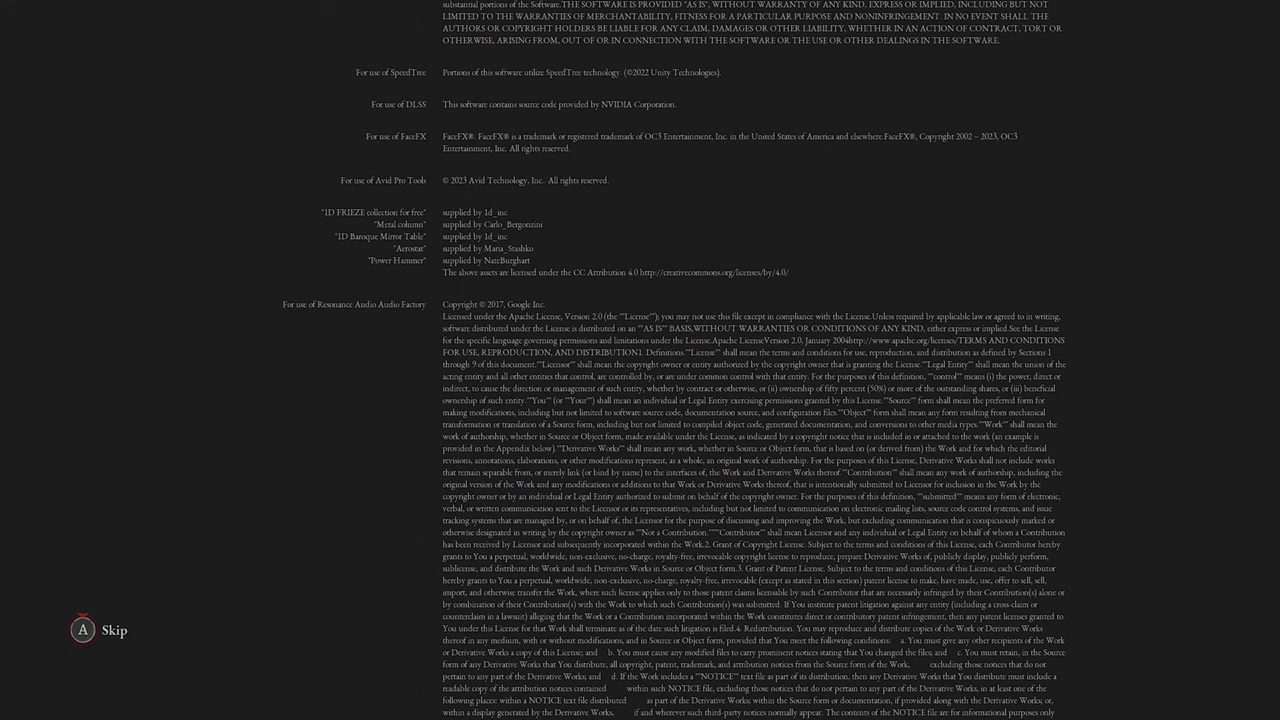 substantial portions of the Software.THE SOFTWARE IS PROVIDED "AS IS", WITHOUT WARRANTY OF ANY KIND, EXPRESS OR IMPLIED, INCLUDING BUT NOT
LIMITED TO THE WARRANTIES OF MERCHANTABILITY, FITNESS FOR A PARTICULAR PURPOSE AND NONINFRINGEMENT. IN NO EVENT SHALL THE
AUTHORS OR COPYRIGHT HOLDERS BE LIABLE FOR ANY CLAIM, DAMAGES OR OTHER LIABILITY, WHETHER IN AN ACTION OF CONTRACT, TORT OR
OTHERWISE, ARISING FROM, OUT OF OR IN CONNECTION WITH THE SOFTWARE OR THE USE OR OTHER DEALINGS IN THE SOFTWARE.
For use of SpeedTree Portions of this software utilize SpeedTree technology. (©2022 Unity Technologies).
For use of DLSS This software contains source code provided by NVIDIA Corporation.
For use of FaceFX FaceFX®. FaceFX® is a trademark or registered trademark of OC3 Entertainment, Inc. in the United States of America and elsewhere.FaceFX®, Copyright 2002 – 2023, OC3
Entertainment, Inc. All rights reserved.
For use of Avid Pro Tools © 2023 Avid Technology, Inc.. All rights reserved.
"1D FRIEZE collection for free" supplied by 1d_inc
"Metal column" supplied by Carlo_Bergonzini
"1D Baroque Mirror Table" supplied by 1d_inc
"Aerostat" supplied by Maria_Stashko
"Power Hammer" supplied by NateBurghart
The above assets are licensed under the CC Attribution 4.0 http://creativecommons.org/licenses/by/4.0/
For use of Resonance Audio Audio Factory Copyright © 2017, Google Inc.
Licensed under the Apache License, Version 2.0 (the ""License""); you may not use this file except in compliance with the License.Unless required by applicable law or agreed to in writing,
software distributed under the License is distributed on an ""AS IS"" BASIS,WITHOUT WARRANTIES OR CONDITIONS OF ANY KIND, either express or implied.See the License
for the specific language governing permissions and limitations under the License.Apache LicenseVersion 2.0, January 2004http://www.apache.org/licenses/TERMS AND CONDITIONS
FOR USE, REPRODUCTION, AND DISTRIBUTION1. Definitions.""License"" shall mean the terms and conditions for use, reproduction, and distribution as defined by Sections 1
through 9 of this document.""Licensor"" shall mean the copyright owner or entity authorized by the copyright owner that is granting the License.""Legal Entity"" shall mean the union of the
acting entity and all other entities that control, are controlled by, or are under common control with that entity. For the purposes of this definition, ""control"" means (i) the power, direct or
indirect, to cause the direction or management of such entity, whether by contract or otherwise, or (ii) ownership of fifty percent (50%) or more of the outstanding shares, or (iii) beneficial
ownership of such entity.""You"" (or ""Your"") shall mean an individual or Legal Entity exercising permissions granted by this License.""Source"" form shall mean the preferred form for
making modifications, including but not limited to software source code, documentation source, and configuration files.""Object"" form shall mean any form resulting from mechanical
transformation or translation of a Source form, including but not limited to compiled object code, generated documentation, and conversions to other media types.""Work"" shall mean the
work of authorship, whether in Source or Object form, made available under the License, as indicated by a copyright notice that is included in or attached to the work (an example is
provided in the Appendix below).""Derivative Works"" shall mean any work, whether in Source or Object form, that is based on (or derived from) the Work and for which the editorial
revisions, annotations, elaborations, or other modifications represent, as a whole, an original work of authorship. For the purposes of this License, Derivative Works shall not include works
that remain separable from, or merely link (or bind by name) to the interfaces of, the Work and Derivative Works thereof.""Contribution"" shall mean any work of authorship, including the
original version of the Work and any modifications or additions to that Work or Derivative Works thereof, that is intentionally submitted to Licensor for inclusion in the Work by the
copyright owner or by an individual or Legal Entity authorized to submit on behalf of the copyright owner. For the purposes of this definition, ""submitted"" means any form of electronic,
verbal, or written communication sent to the Licensor or its representatives, including but not limited to communication on electronic mailing lists, source code control systems, and issue
tracking systems that are managed by, or on behalf of, the Licensor for the purpose of discussing and improving the Work, but excluding communication that is conspicuously marked or
otherwise designated in writing by the copyright owner as ""Not a Contribution.""""Contributor"" shall mean Licensor and any individual or Legal Entity on behalf of whom a Contribution
has been received by Licensor and subsequently incorporated within the Work.2. Grant of Copyright License. Subject to the terms and conditions of this License, each Contributor hereby
grants to You a perpetual, worldwide, non-exclusive, no-charge, royalty-free, irrevocable copyright license to reproduce, prepare Derivative Works of, publicly display, publicly perform,
sublicense, and distribute the Work and such Derivative Works in Source or Object form.3. Grant of Patent License. Subject to the terms and conditions of this License, each Contributor
hereby grants to You a perpetual, worldwide, non-exclusive, no-charge, royalty-free, irrevocable (except as stated in this section) patent license to make, have made, use, offer to sell, sell,
import, and otherwise transfer the Work, where such license applies only to those patent claims licensable by such Contributor that are necessarily infringed by their Contribution(s) alone or
by combination of their Contribution(s) with the Work to which such Contribution(s) was submitted. If You institute patent litigation against any entity (including a cross-claim or
counterclaim in a lawsuit) alleging that the Work or a Contribution incorporated within the Work constitutes direct or contributory patent infringement, then any patent licenses granted to
You under this License for that Work shall terminate as of the date such litigation is filed.4. Redistribution. You may reproduce and distribute copies of the Work or Derivative Works
thereof in any medium, with or without modifications, and in Source or Object form, provided that You meet the following conditions: a. You must give any other recipients of the Work
or Derivative Works a copy of this License; and b. You must cause any modified files to carry prominent notices stating that You changed the files; and c. You must retain, in the Source
form of any Derivative Works that You distribute, all copyright, patent, trademark, and attribution notices from the Source form of the Work, excluding those notices that do not
pertain to any part of the Derivative Works; and d. If the Work includes a ""NOTICE"" text file as part of its distribution, then any Derivative Works that You distribute must include a
readable copy of the attribution notices contained within such NOTICE file, excluding those notices that do not pertain to any part of the Derivative Works, in at least one of the
following places: within a NOTICE text file distributed as part of the Derivative Works; within the Source form or documentation, if provided along with the Derivative Works; or,
within a display generated by the Derivative Works, if and wherever such third-party notices normally appear. The contents of the NOTICE file are for informational purposes only
A Skip